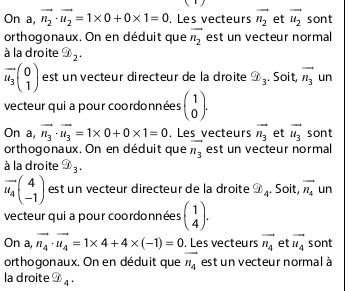 On a, $\overrightarrow{n_2} \cdot \overrightarrow{u_2} = 1 \times 0 + 0 \times 1 = 0$. Les vecteurs $\overrightarrow{n_2}$ et $\overrightarrow{u_2}$ sont
orthogonaux. On en déduit que $\overrightarrow{n_2}$ est un vecteur normal
à la droite $\mathcal{D}_2$.
$\overrightarrow{u_3}\begin{pmatrix} 0 \\ 1 \end{pmatrix}$ est un vecteur directeur de la droite $\mathcal{D}_3$. Soit, $\overrightarrow{n_3}$ un
vecteur qui a pour coordonnées $\begin{pmatrix} 1 \\ 0 \end{pmatrix}$.
On a, $\overrightarrow{n_3} \cdot \overrightarrow{u_3} = 1 \times 0 + 0 \times 1 = 0$. Les vecteurs $\overrightarrow{n_3}$ et $\overrightarrow{u_3}$ sont
orthogonaux. On en déduit que $\overrightarrow{n_3}$ est un vecteur normal
à la droite $\mathcal{D}_3$.
$\overrightarrow{u_4}\begin{pmatrix} 4 \\ -1 \end{pmatrix}$ est un vecteur directeur de la droite $\mathcal{D}_4$. Soit, $\overrightarrow{n_4}$ un
vecteur qui a pour coordonnées $\begin{pmatrix} 1 \\ 4 \end{pmatrix}$.
On a, $\overrightarrow{n_4} \cdot \overrightarrow{u_4} = 1 \times 4 + 4 \times (-1) = 0$. Les vecteurs $\overrightarrow{n_4}$ et $\overrightarrow{u_4}$ sont
orthogonaux. On en déduit que $\overrightarrow{n_4}$ est un vecteur normal à
la droite $\mathcal{D}_4$.